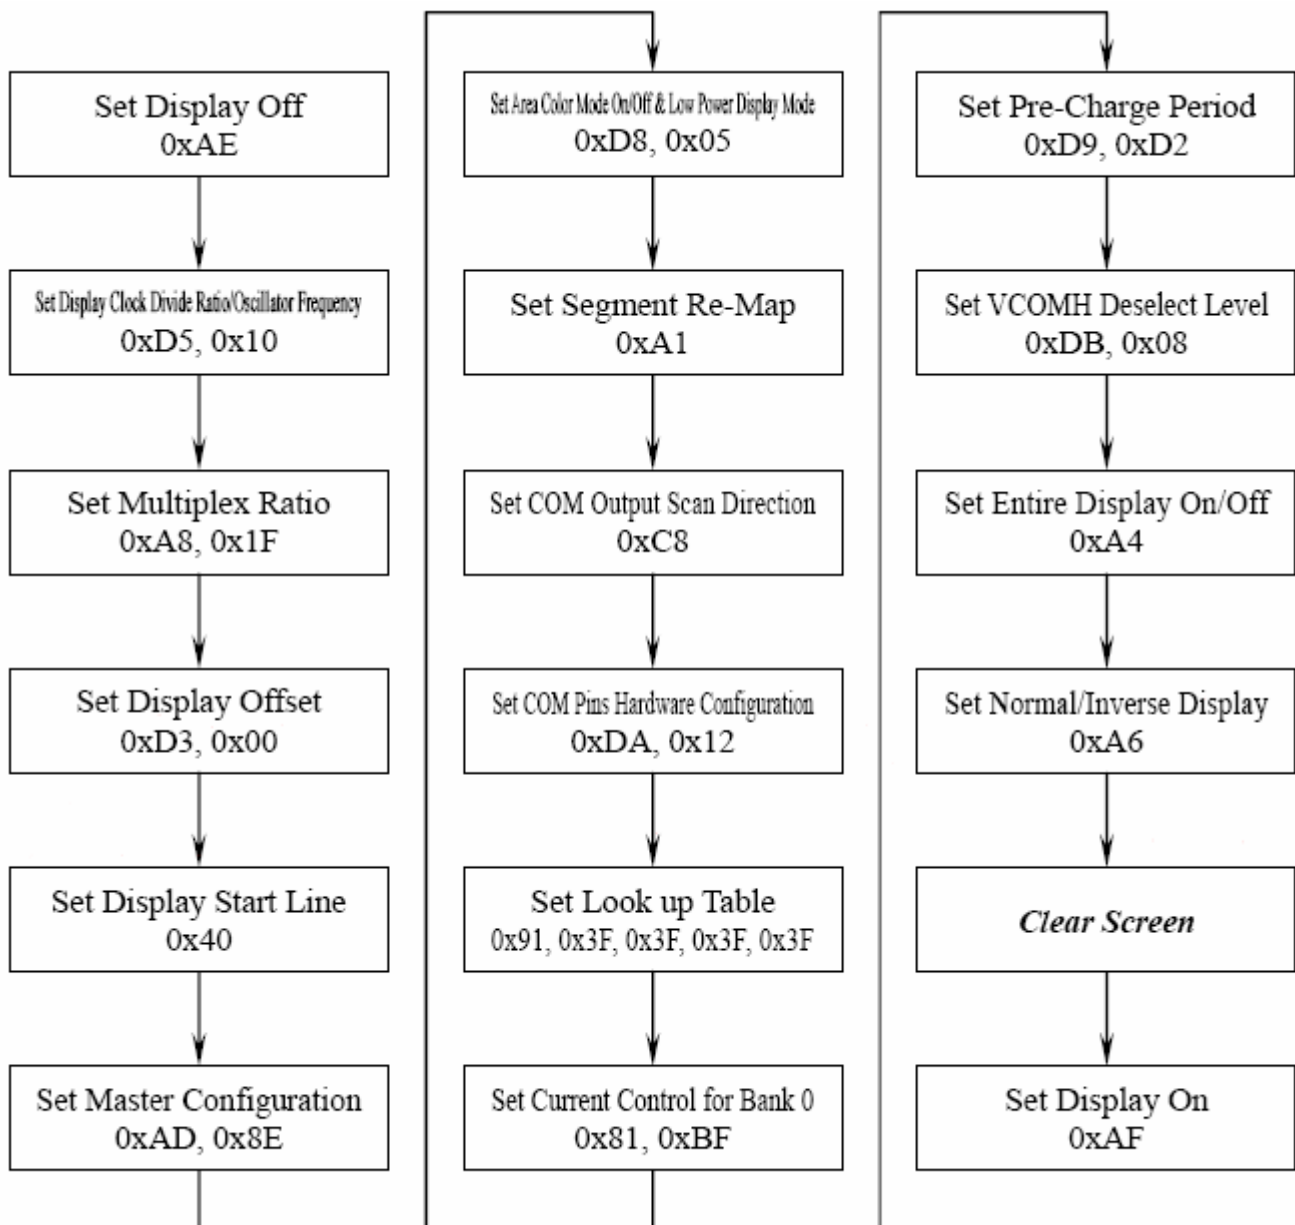 Set Display Off
0xAE
Set Display Clock Divide Ratio/Oscillator Frequency
0xD5, 0x10
Set Multiplex Ratio
0xA8, 0x1F
Set Display Offset
0xD3, 0x00
Set Display Start Line
0x40
Set Master Configuration
0xAD, 0x8E
Set Area Color Mode On/Off & Low Power Display Mode
0xD8, 0x05
Set Segment Re-Map
0xA1
Set COM Output Scan Direction
0xC8
Set COM Pins Hardware Configuration
0xDA, 0x12
Set Look up Table
0x91, 0x3F, 0x3F, 0x3F, 0x3F
Set Current Control for Bank 0
0x81, 0xBF
Set Pre-Charge Period
0xD9, 0xD2
Set VCOMH Deselect Level
0xDB, 0x08
Set Entire Display On/Off
0xA4
Set Normal/Inverse Display
0xA6
Clear Screen
Set Display On
0xAF